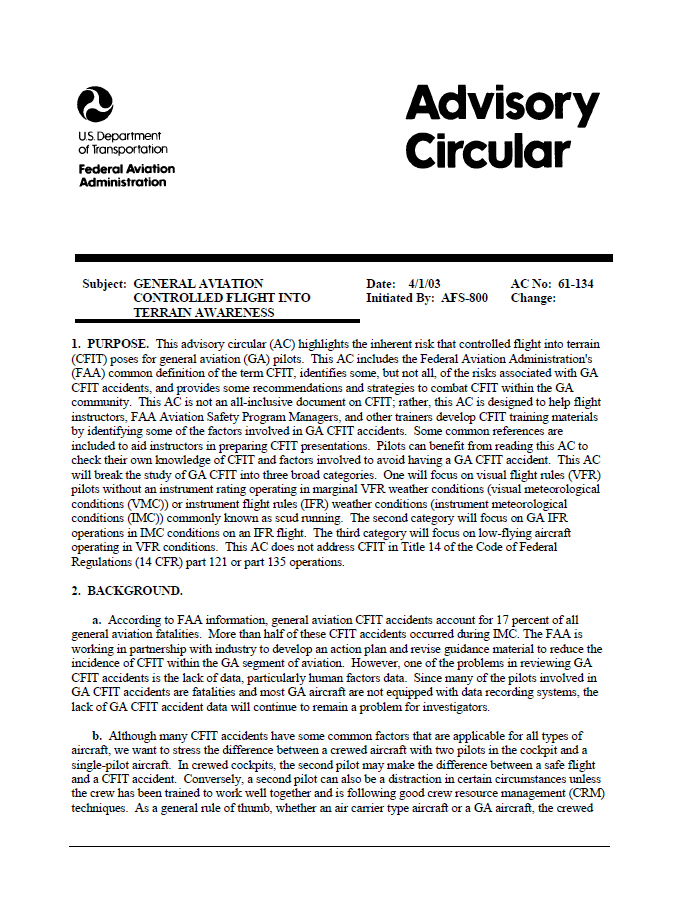 Advisory
Circular
U.S. Department
of Transportation
Federal Aviation
Administration
Subject: GENERAL AVIATION
CONTROLLED FLIGHT INTO
TERRAIN AWARENESS
Date: 4/1/03
Initiated By: AFS-800
AC No: 61-134
Change:
1. PURPOSE. This advisory circular (AC) highlights the inherent risk that controlled flight into terrain
(CFIT) poses for general aviation (GA) pilots. This AC includes the Federal Aviation Administration's
(FAA) common definition of the term CFIT, identifies some, but not all, of the risks associated with GA
CFIT accidents, and provides some recommendations and strategies to combat CFIT within the GA
community. This AC is not an all-inclusive document on CFIT; rather, this AC is designed to help flight
instructors, FAA Aviation Safety Program Managers, and other trainers develop CFIT training materials
by identifying some of the factors involved in GA CFIT accidents. Some common references are
included to aid instructors in preparing CFIT presentations. Pilots can benefit from reading this AC to
check their own knowledge of CFIT and factors involved to avoid having a GA CFIT accident. This AC
will break the study of GA CFIT into three broad categories. One will focus on visual flight rules (VFR)
pilots without an instrument rating operating in marginal VFR weather conditions (visual meteorological
conditions (VMC)) or instrument flight rules (IFR) weather conditions (instrument meteorological
conditions (IMC)) commonly known as scud running. The second category will focus on GA IFR
operations in IMC conditions on an IFR flight. The third category will focus on low-flying aircraft
operating in VFR conditions. This AC does not address CFIT in Title 14 of the Code of Federal
Regulations (14 CFR) part 121 or part 135 operations.
2. BACKGROUND.
a. According to FAA information, general aviation CFIT accidents account for 17 percent of all
general aviation fatalities. More than half of these CFIT accidents occurred during IMC. The FAA is
working in partnership with industry to develop an action plan and revise guidance material to reduce the
incidence of CFIT within the GA segment of aviation. However, one of the problems in reviewing GA
CFIT accidents is the lack of data, particularly human factors data. Since many of the pilots involved in
GA CFIT accidents are fatalities and most GA aircraft are not equipped with data recording systems, the
lack of GA CFIT accident data will continue to remain a problem for investigators.
b. Although many CFIT accidents have some common factors that are applicable for all types of
aircraft, we want to stress the difference between a crewed aircraft with two pilots in the cockpit and a
single-pilot aircraft. In crewed cockpits, the second pilot may make the difference between a safe flight
and a CFIT accident. Conversely, a second pilot can also be a distraction in certain circumstances unless
the crew has been trained to work well together and is following good crew resource management (CRM)
techniques. As a general rule of thumb, whether an air carrier type aircraft or a GA aircraft, the crewed